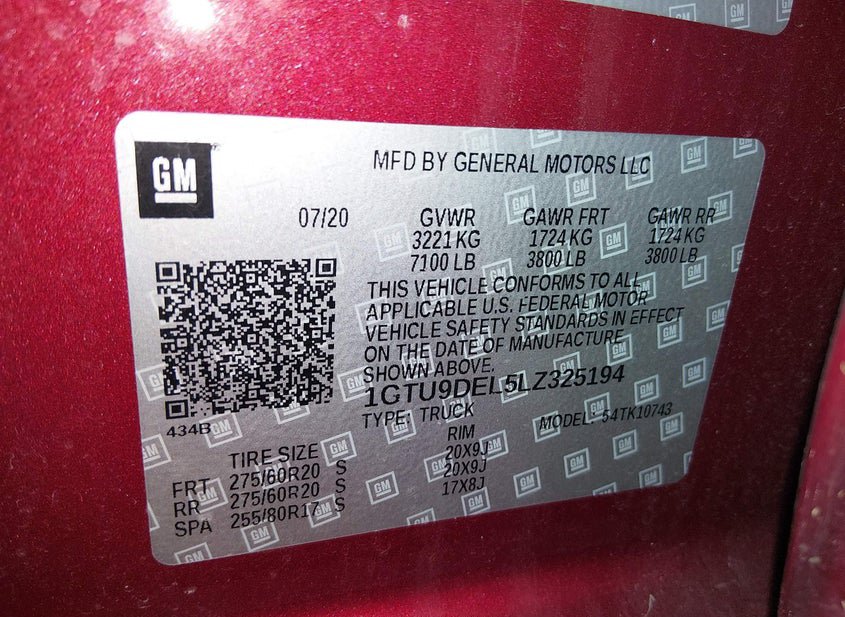 GM
MFD BY GENERAL MOTORS LLC
07/20 GVWR GAWR FRT GAWR RR
3221 KG 1724 KG 1724 KG
7100 LB 3800 LB 3800 LB
THIS VEHICLE CONFORMS TO ALL
APPLICABLE U.S. FEDERAL MOTOR
VEHICLE SAFETY STANDARDS IN EFFECT
ON THE DATE OF MANUFACTURE
SHOWN ABOVE.
1GTU9DEL5LZ325194
TYPE: TRUCK MODEL: 54TK10743
434B
TIRE SIZE RIM
FRT 275/60R20 S 20X9J
RR 275/60R20 S 20X9J
SPA 255/80R17 S 17X8J